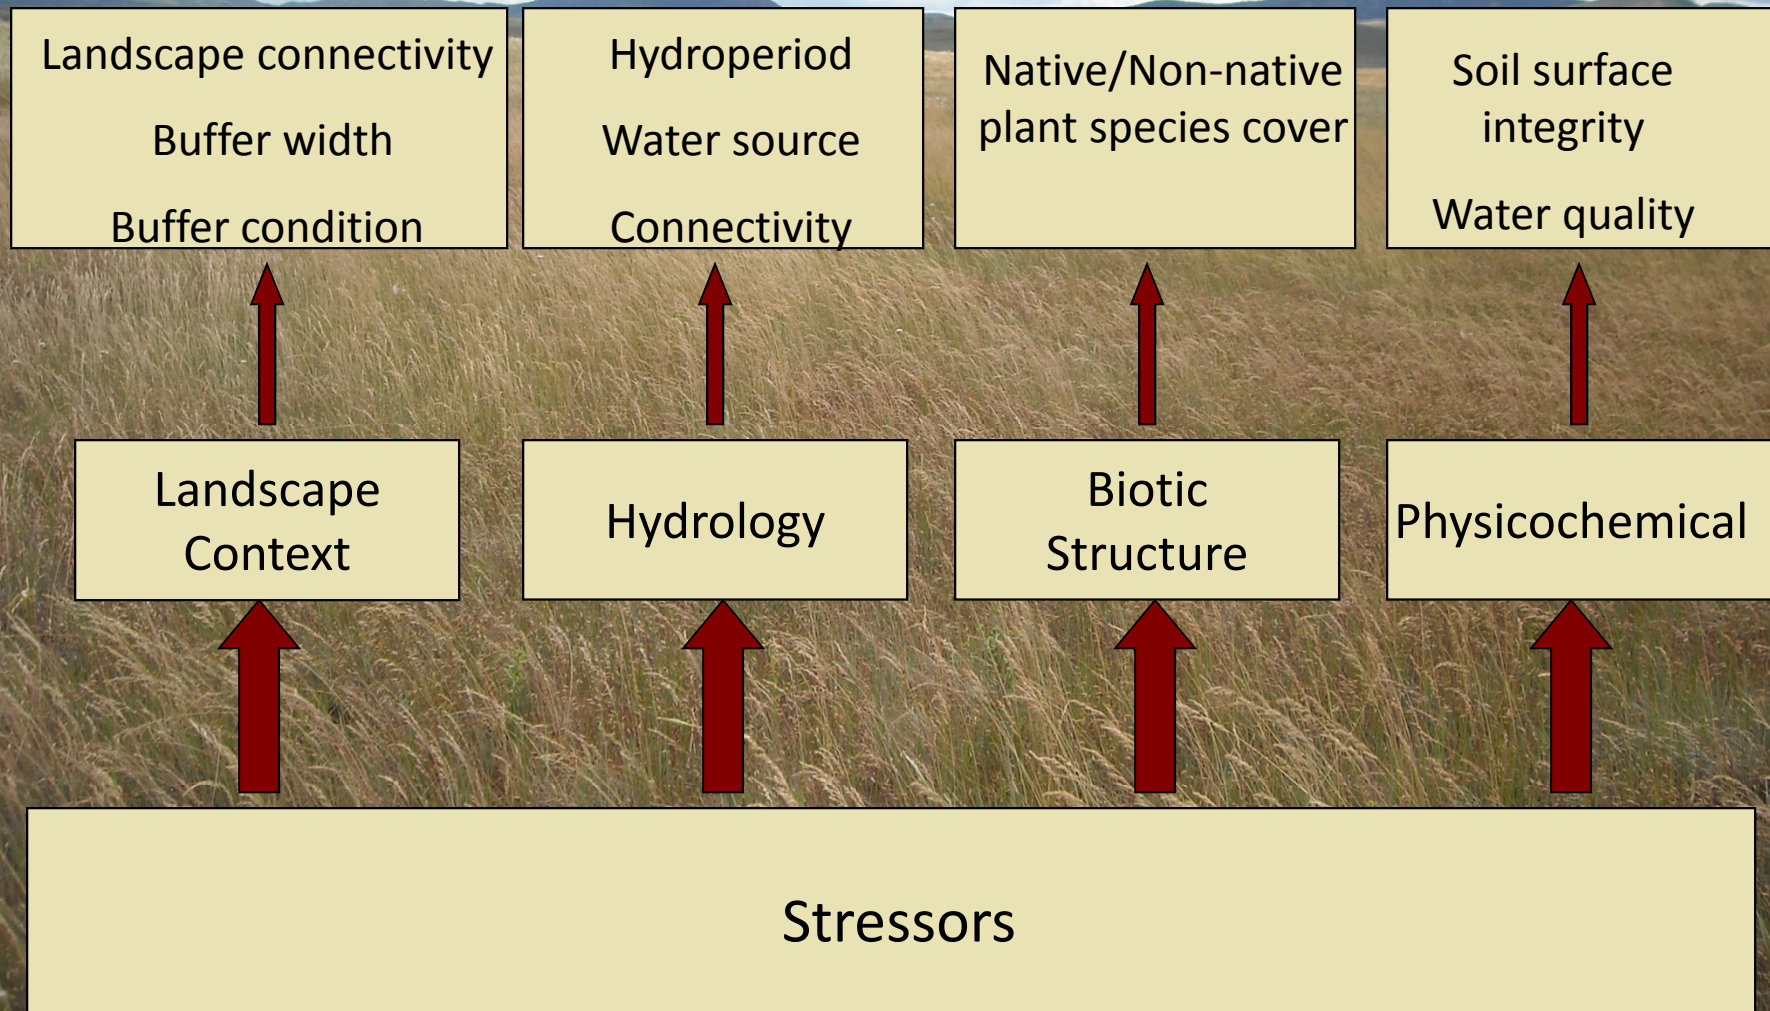 Landscape connectivity
Buffer width
Buffer condition
Hydroperiod
Water source
Connectivity
Native/Non-native
plant species cover
Soil surface
integrity
Water quality
Landscape
Context
Hydrology
Biotic
Structure
Physicochemical
Stressors